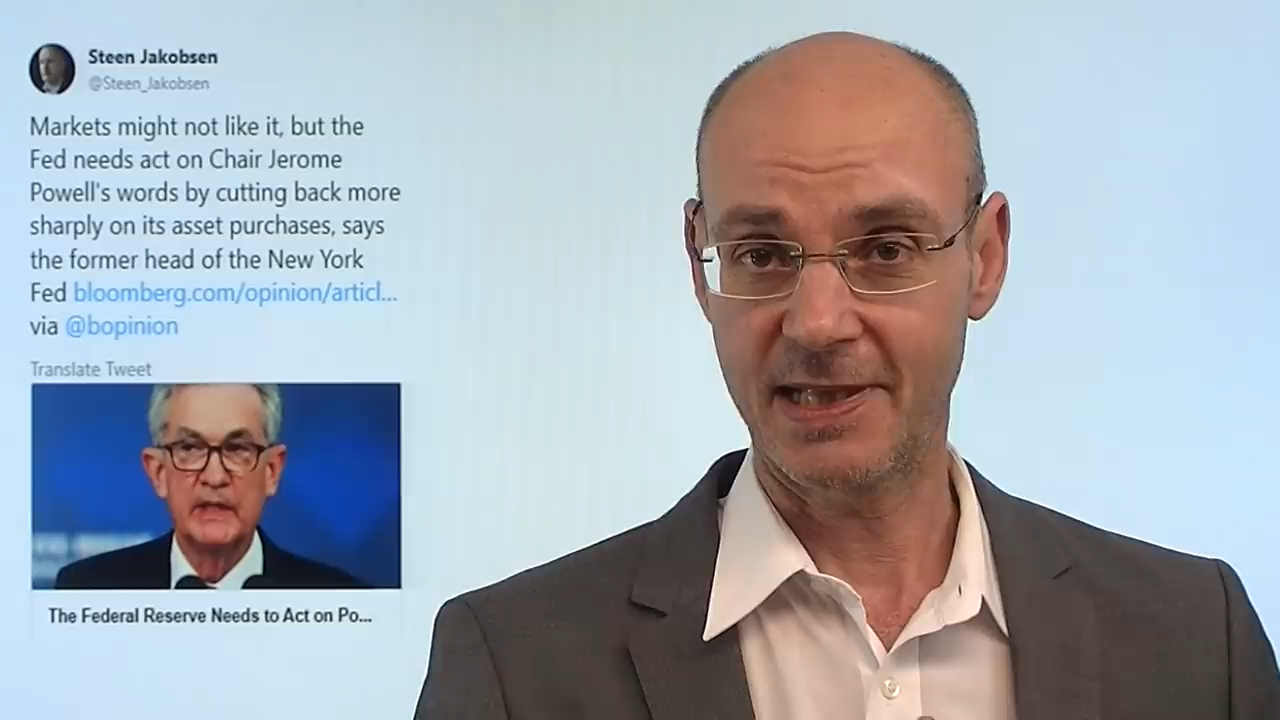 Steen Jakobsen
@Steen_Jakobsen
Markets might not like it, but the
Fed needs act on Chair Jerome
Powell's words by cutting back more
sharply on its asset purchases, says
the former head of the New York
Fed bloomberg.com/opinion/articl...
via @bopinion
Translate Tweet
The Federal Reserve Needs to Act on Po...